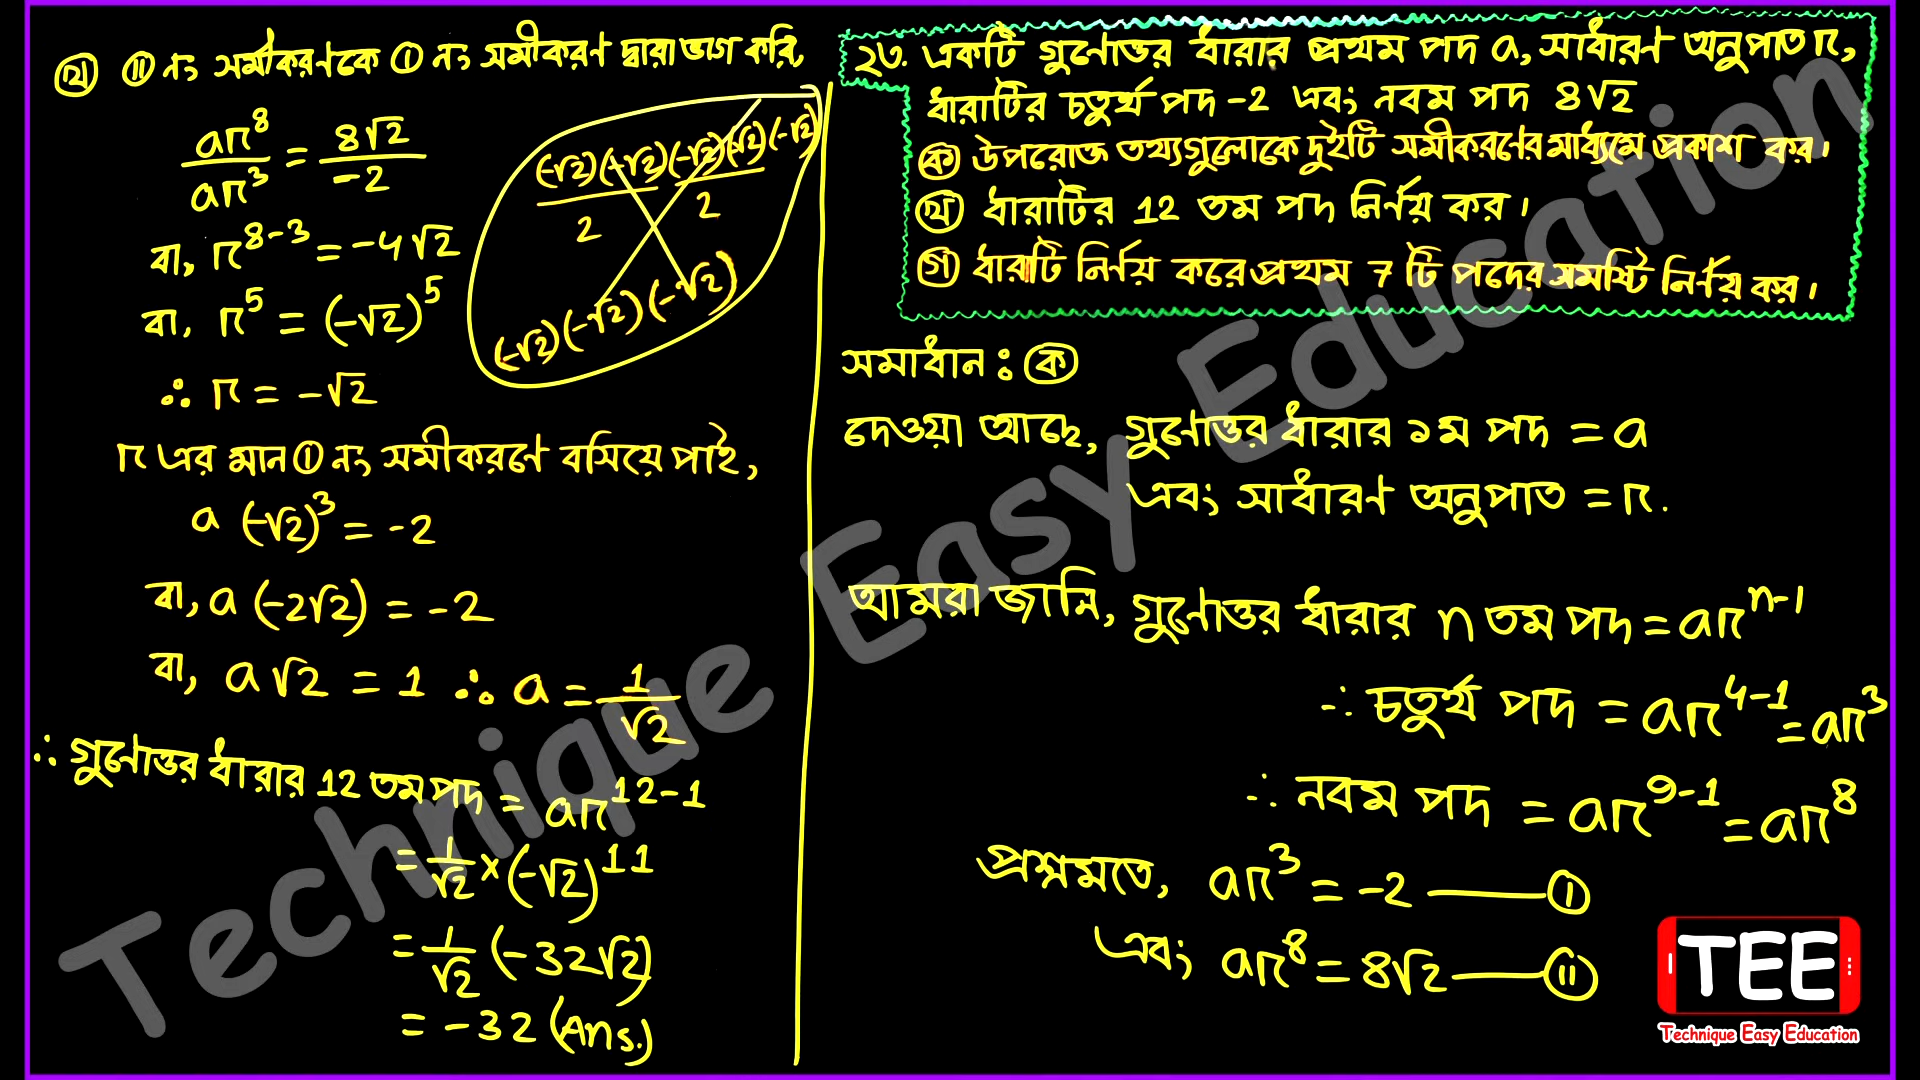 ২৩. একটি গুণোত্তর ধারার প্রথম পদ a, সাধারণ অনুপাত r,
ধারাটির চতুর্থ পদ -2 এবং নবম পদ 8√2
(ক) উপরোক্ত তথ্যগুলোকে দুইটি সমীকরণের মাধ্যমে প্রকাশ কর।
(খ) ধারাটির 12 তম পদ নির্ণয় কর।
(গ) ধারাটি নির্ণয় করে প্রথম 7 টি পদের সমষ্টি নির্ণয় কর।
সমাধান : (ক)
দেওয়া আছে, গুণোত্তর ধারার ১ম পদ = a
এবং সাধারণ অনুপাত = r.
আমরা জানি, গুণোত্তর ধারার n তম পদ = ar^{n-1}
∴ চতুর্থ পদ = ar^{4-1} = ar^3
∴ নবম পদ = ar^{9-1} = ar^8
প্রশ্নমতে, ar^3 = -2 —— (i)
এবং ar^8 = 8√2 —— (ii)
(খ) (ii) নং সমীকরণকে (i) নং সমীকরণ দ্বারা ভাগ করি,
ar^8/ar^3 = 8√2/-2
বা, r^{8-3} = -4√2
বা, r^5 = (-√2)^5
∴ r = -√2
(-√2)(-√2)(-√2)(-√2)(-√2)
2 2
(-√2)(-√2)(-√2)
r এর মান (i) নং সমীকরণে বসিয়ে পাই,
a (-√2)^3 = -2
বা, a (-2√2) = -2
বা, a√2 = 1 ∴ a = 1/√2
∴ গুণোত্তর ধারার 12 তম পদ = ar^{12-1}
= 1/√2 × (-√2)^{11}
= 1/√2 (-32√2)
= -32 (Ans.)
Technique Easy Education
TEE
Technique Easy Education